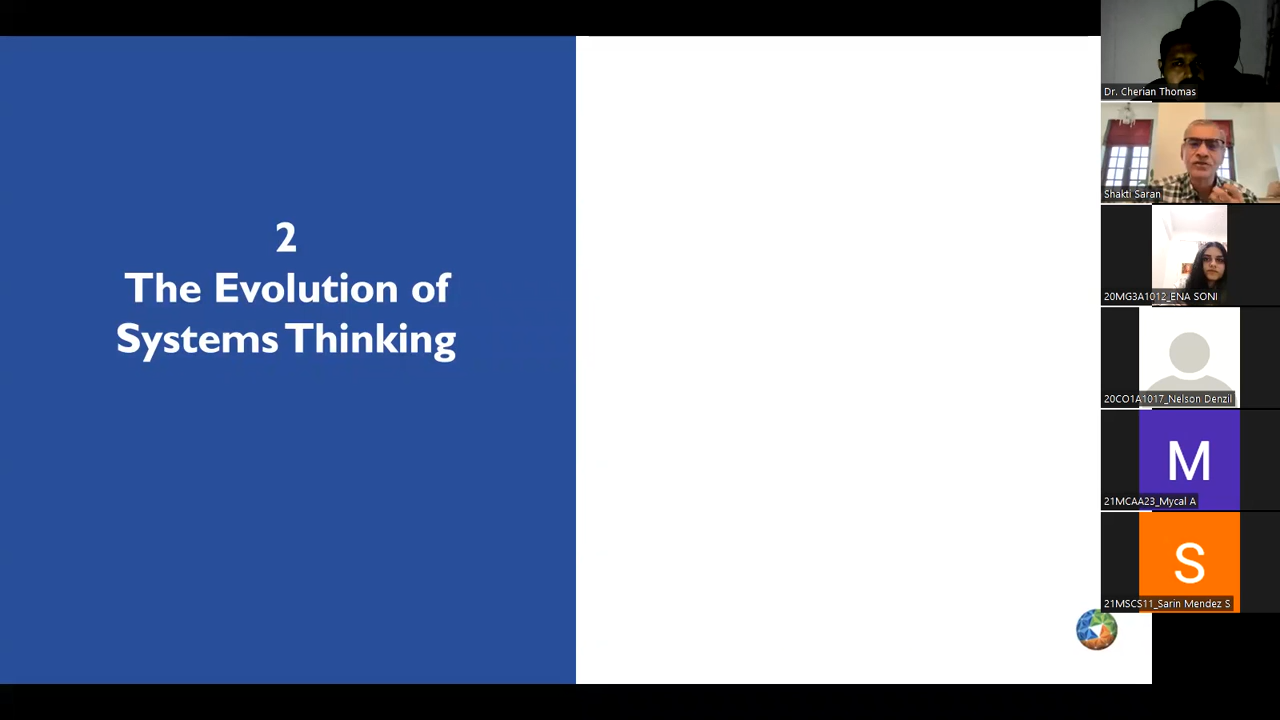 2
The Evolution of
Systems Thinking
Dr. Cherian Thomas
Shakti Saran
20MG3A1012_ENA SONI
20CO1A1017_Nelson Denzil
M
21MCAA23_Mycal A
S
21MSCS11_Sarin Mendez S